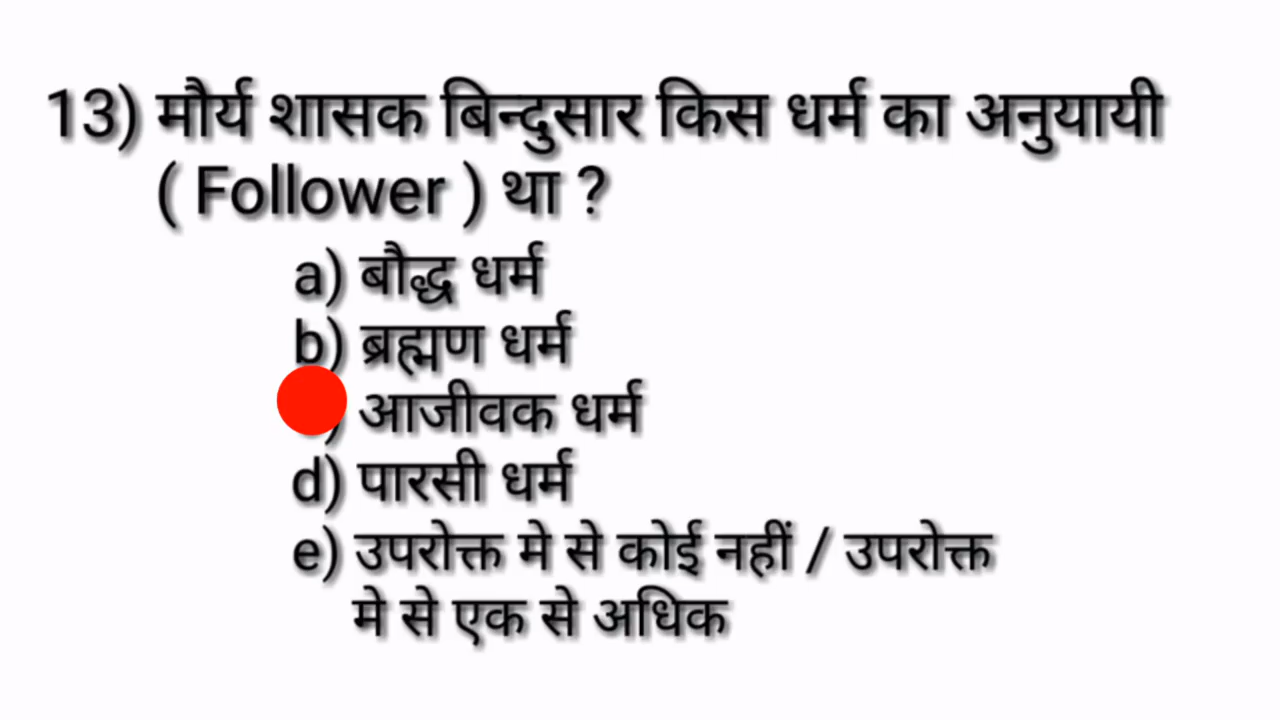 13) मौर्य शासक बिन्दुसार किस धर्म का अनुयायी
( Follower ) था ?
a) बौद्ध धर्म
b) ब्रह्मण धर्म
) आजीवक धर्म
d) पारसी धर्म
e) उपरोक्त मे से कोई नहीं / उपरोक्त
मे से एक से अधिक